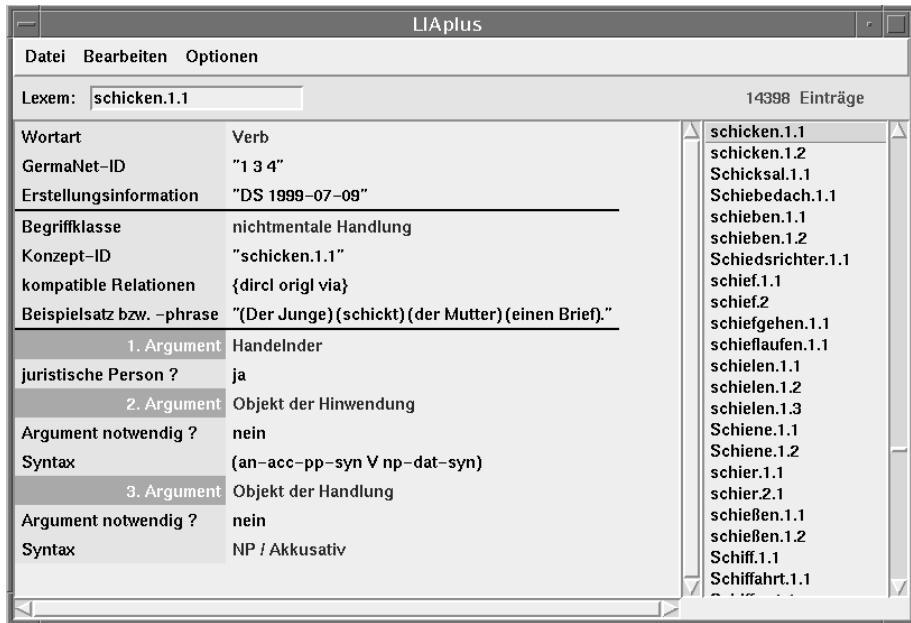 LIAplus
Datei Bearbeiten Optionen
Lexem: schicken.1.1 14398 Einträge
Wortart Verb
GermaNet-ID "1 3 4"
Erstellungsinformation "DS 1999-07-09"
Begriffklasse nichtmentale Handlung
Konzept-ID "schicken.1.1"
kompatible Relationen {dircl origl via}
Beispielsatz bzw. -phrase "(Der Junge) (schickt) (der Mutter) (einen Brief)."
1. Argument Handelnder
juristische Person ? ja
2. Argument Objekt der Hinwendung
Argument notwendig ? nein
Syntax (an-acc-pp-syn V np-dat-syn)
3. Argument Objekt der Handlung
Argument notwendig ? nein
Syntax NP / Akkusativ
schicken.1.1
schicken.1.2
Schicksal.1.1
Schiebedach.1.1
schieben.1.1
schieben.1.2
Schiedsrichter.1.1
schief.1.1
schief.2
schiefgehen.1.1
schieflaufen.1.1
schielen.1.1
schielen.1.2
schielen.1.3
Schiene.1.1
Schiene.1.2
schier.1.1
schier.2.1
schießen.1.1
schießen.1.2
Schiff.1.1
Schiffahrt.1.1